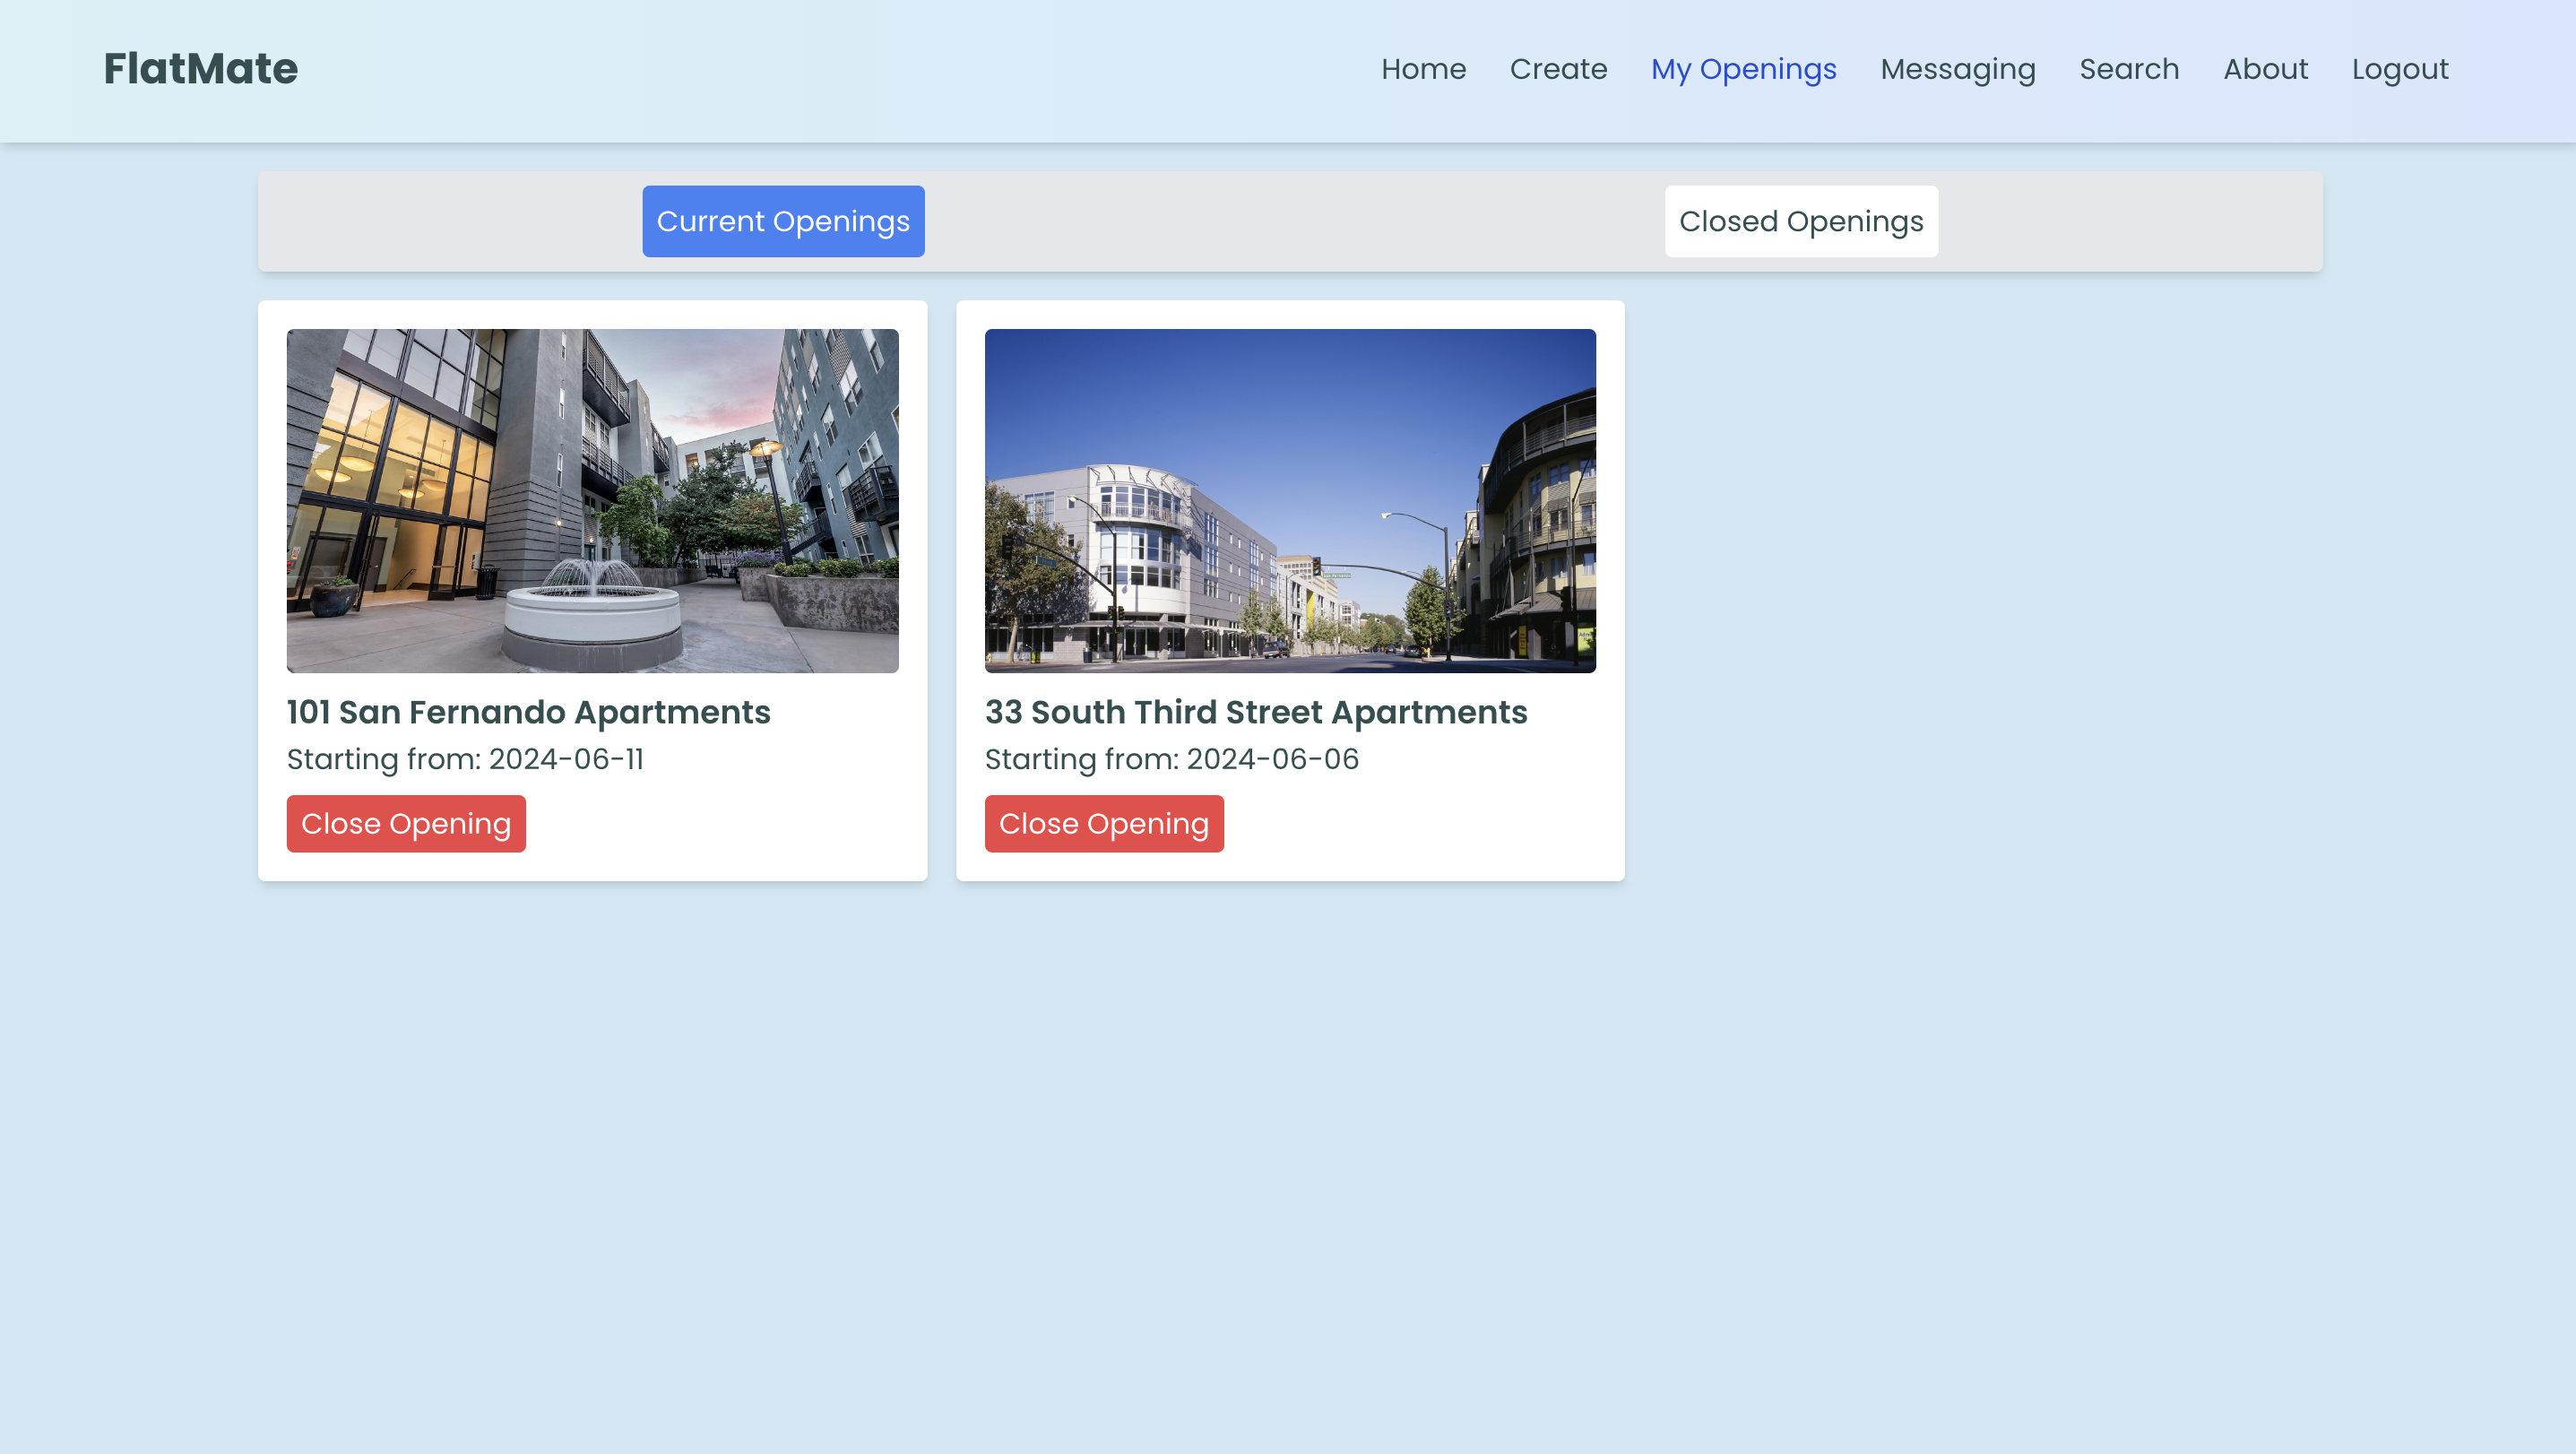 FlatMate
Home Create My Openings Messaging Search About Logout
Current Openings Closed Openings
101 San Fernando Apartments
Starting from: 2024-06-11
Close Opening
33 South Third Street Apartments
Starting from: 2024-06-06
Close Opening